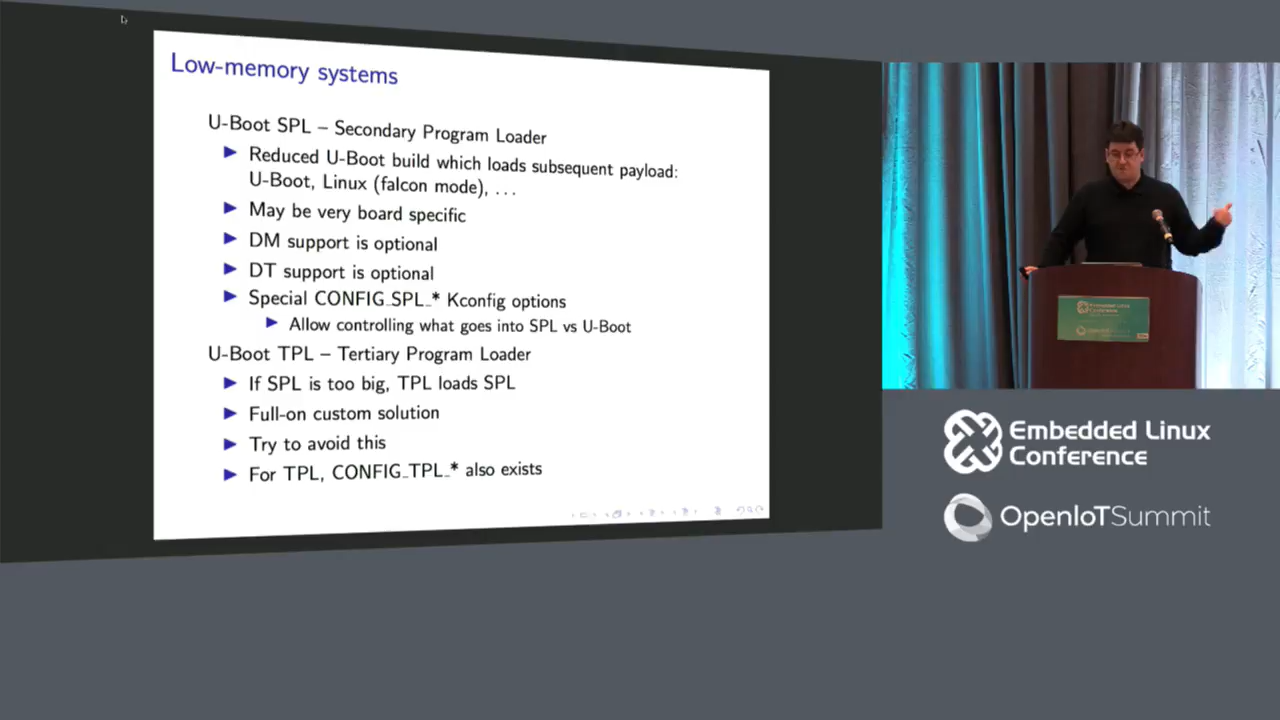 Low-memory systems
U-Boot SPL – Secondary Program Loader
Reduced U-Boot build which loads subsequent payload:
U-Boot, Linux (falcon mode), ...
May be very board specific
DM support is optional
DT support is optional
Special CONFIG_SPL_* Kconfig options
Allow controlling what goes into SPL vs U-Boot
U-Boot TPL – Tertiary Program Loader
If SPL is too big, TPL loads SPL
Full-on custom solution
Try to avoid this
For TPL, CONFIG_TPL_* also exists
Embedded Linux
Conference
Embedded Linux
Conference
OpenIoTSummit